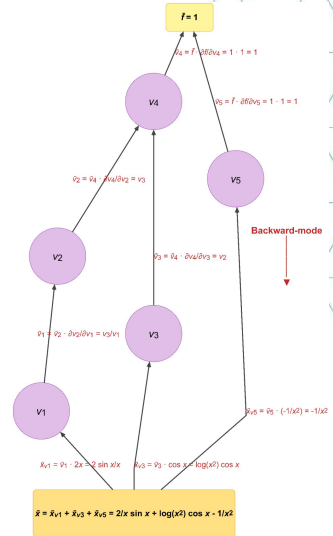 f̄ = 1
v̄₄ = f̄ · ∂f/∂v₄ = 1 · 1 = 1
v4
v̄₅ = f̄ · ∂f/∂v₅ = 1 · 1 = 1
v̄₂ = v̄₄ · ∂v₄/∂v₂ = v₃
v5
Backward-mode
v2
v̄₃ = v̄₄ · ∂v₄/∂v₃ = v₂
v̄₁ = v̄₂ · ∂v₂/∂v₁ = v₃/v₁
v3
v1
x̄ᵥ₅ = v̄₅ · (-1/x²) = -1/x²
x̄ᵥ₁ = v̄₁ · 2x = 2 sin x/x
x̄ᵥ₃ = v̄₃ · cos x = log(x²) cos x
x̄ = x̄ᵥ₁ + x̄ᵥ₃ + x̄ᵥ₅ = 2/x sin x + log(x²) cos x - 1/x²